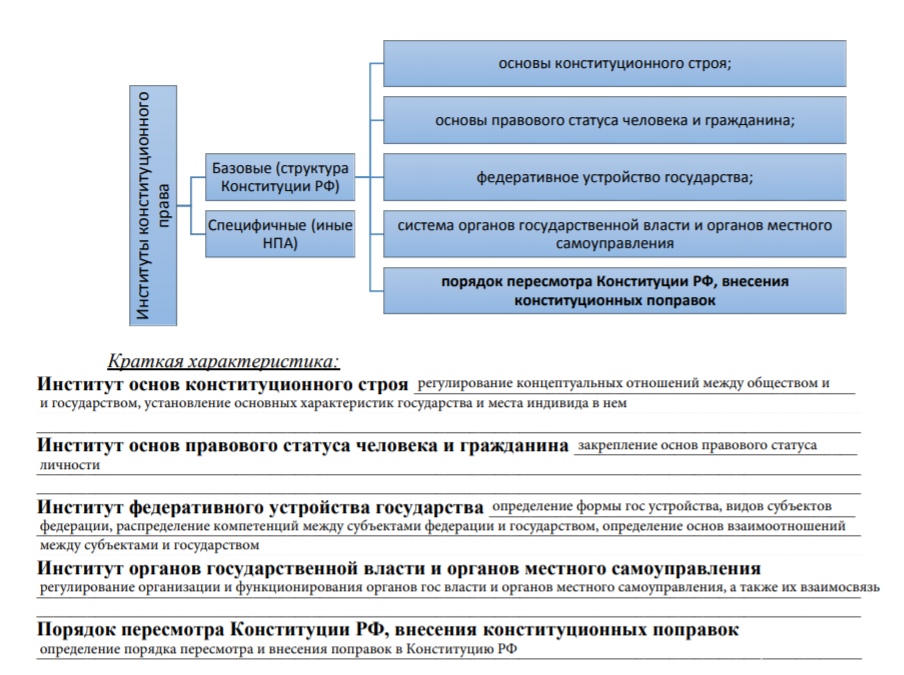 Институты конституционного
права
Базовые (структура
Конституции РФ)
Специфичные (иные
НПА)
основы конституционного строя;
основы правового статуса человека и гражданина;
федеративное устройство государства;
система органов государственной власти и органов местного
самоуправления
порядок пересмотра Конституции РФ, внесения
конституционных поправок
Краткая характеристика:
Институт основ конституционного строя регулирование концептуальных отношений между обществом и
и государством, установление основных характеристик государства и места индивида в нем
Институт основ правового статуса человека и гражданина закрепление основ правового статуса
личности
Институт федеративного устройства государства определение формы гос устройства, видов субъектов
федерации, распределение компетенций между субъектами федерации и государством, определение основ взаимоотношений
между субъектами и государством
Институт органов государственной власти и органов местного самоуправления
регулирование организации и функционирования органов гос власти и органов местного самоуправления, а также их взаимосвязь
Порядок пересмотра Конституции РФ, внесения конституционных поправок
определение порядка пересмотра и внесения поправок в Конституцию РФ